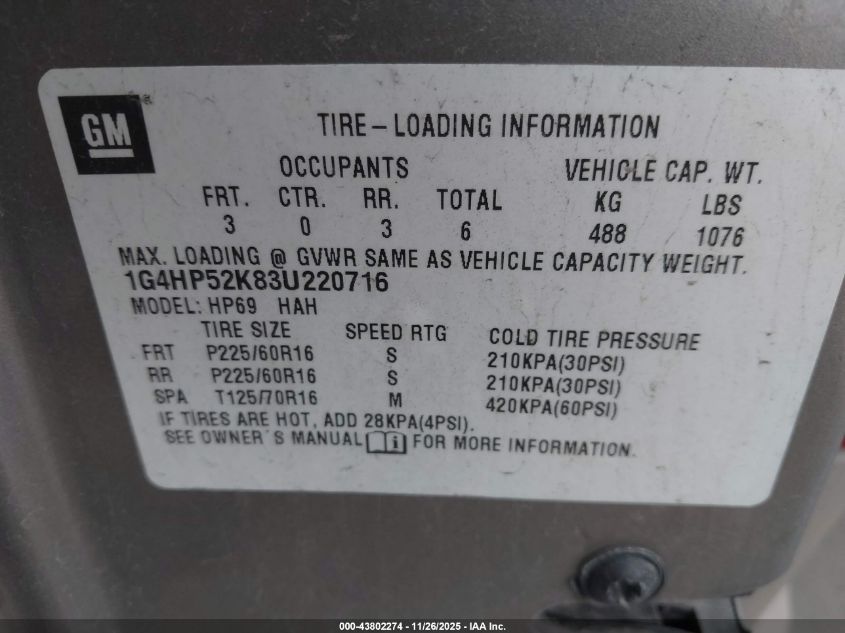 GM
TIRE-LOADING INFORMATION
OCCUPANTS VEHICLE CAP. WT.
FRT. CTR. RR. TOTAL KG LBS
3 0 3 6 488 1076
MAX. LOADING @ GVWR SAME AS VEHICLE CAPACITY WEIGHT.
1G4HP52K83U220716
MODEL: HP69 HAH
TIRE SIZE SPEED RTG COLD TIRE PRESSURE
FRT P225/60R16 S 210KPA(30PSI)
RR P225/60R16 S 210KPA(30PSI)
SPA T125/70R16 M 420KPA(60PSI)
IF TIRES ARE HOT, ADD 28KPA(4PSI).
SEE OWNER'S MANUAL i FOR MORE INFORMATION.
000-43802274 - 11/26/2025 - IAA Inc.